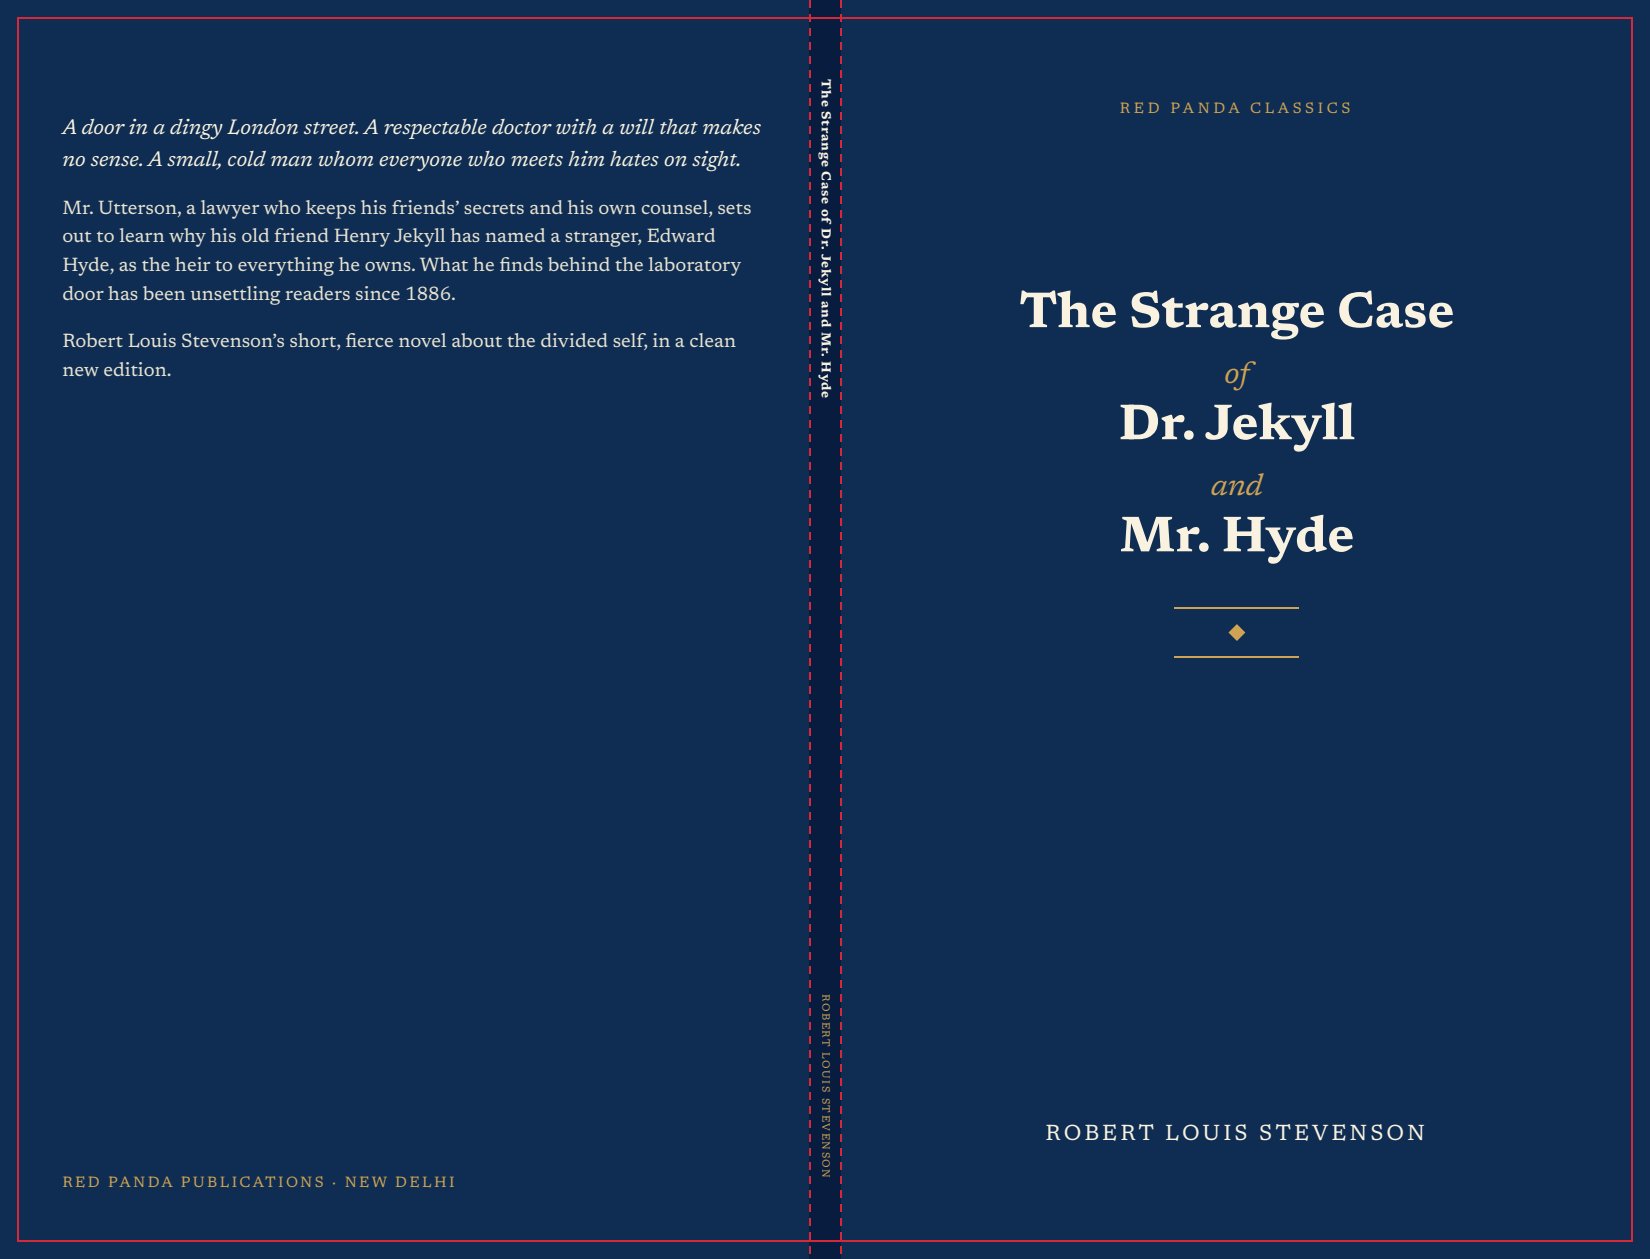 A door in a dingy London street. A respectable doctor with a will that makes
no sense. A small, cold man whom everyone who meets him hates on sight.
Mr. Utterson, a lawyer who keeps his friends’ secrets and his own counsel, sets
out to learn why his old friend Henry Jekyll has named a stranger, Edward
Hyde, as the heir to everything he owns. What he finds behind the laboratory
door has been unsettling readers since 1886.
Robert Louis Stevenson’s short, fierce novel about the divided self, in a clean
new edition.
RED PANDA PUBLICATIONS · NEW DELHI
The Strange Case of Dr. Jekyll and Mr. Hyde
ROBERT LOUIS STEVENSON
RED PANDA CLASSICS
The Strange Case
of
Dr. Jekyll
and
Mr. Hyde
ROBERT LOUIS STEVENSON